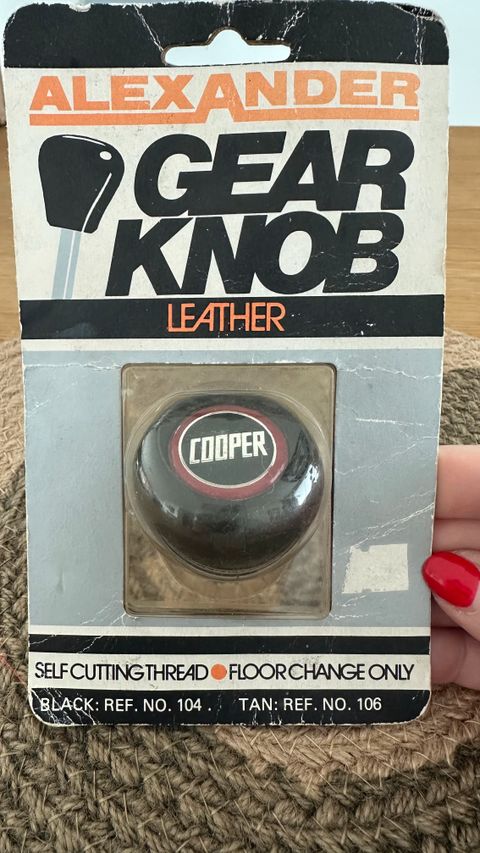 ALEXANDER
GEAR
KNOB
LEATHER
COOPER
SELF CUTTING THREAD ● FLOOR CHANGE ONLY
BLACK: REF. NO. 104. TAN: REF. NO. 106